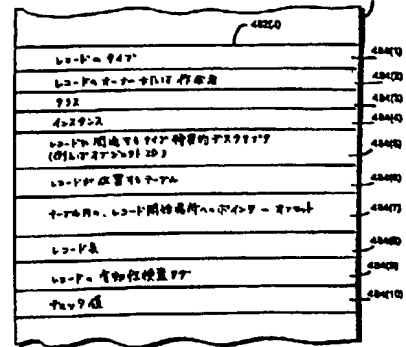 482(N)
レコードのタイプ
484(1)
レコードのオーナーまたは作成者
484(2)
クラス
484(3)
インスタンス
484(4)
レコードに関連するタイプ特異的デスクリプタ
(例えばオブジェクトID)
484(5)
レコードが位置するテーブル
484(6)
テーブル内の、レコード開始場所へのポインター オフセット
484(7)
レコード長
484(8)
レコードの有効性検査タグ
484(9)
チェック値
484(10)